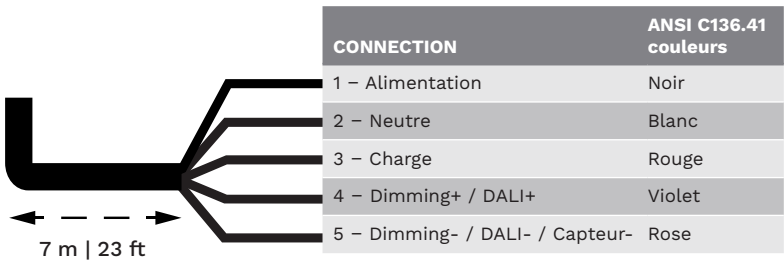 CONNECTION ANSI C136.41 couleurs
1 – Alimentation Noir
2 – Neutre Blanc
3 – Charge Rouge
4 – Dimming+ / DALI+ Violet
5 – Dimming- / DALI- / Capteur- Rose
7 m | 23 ft